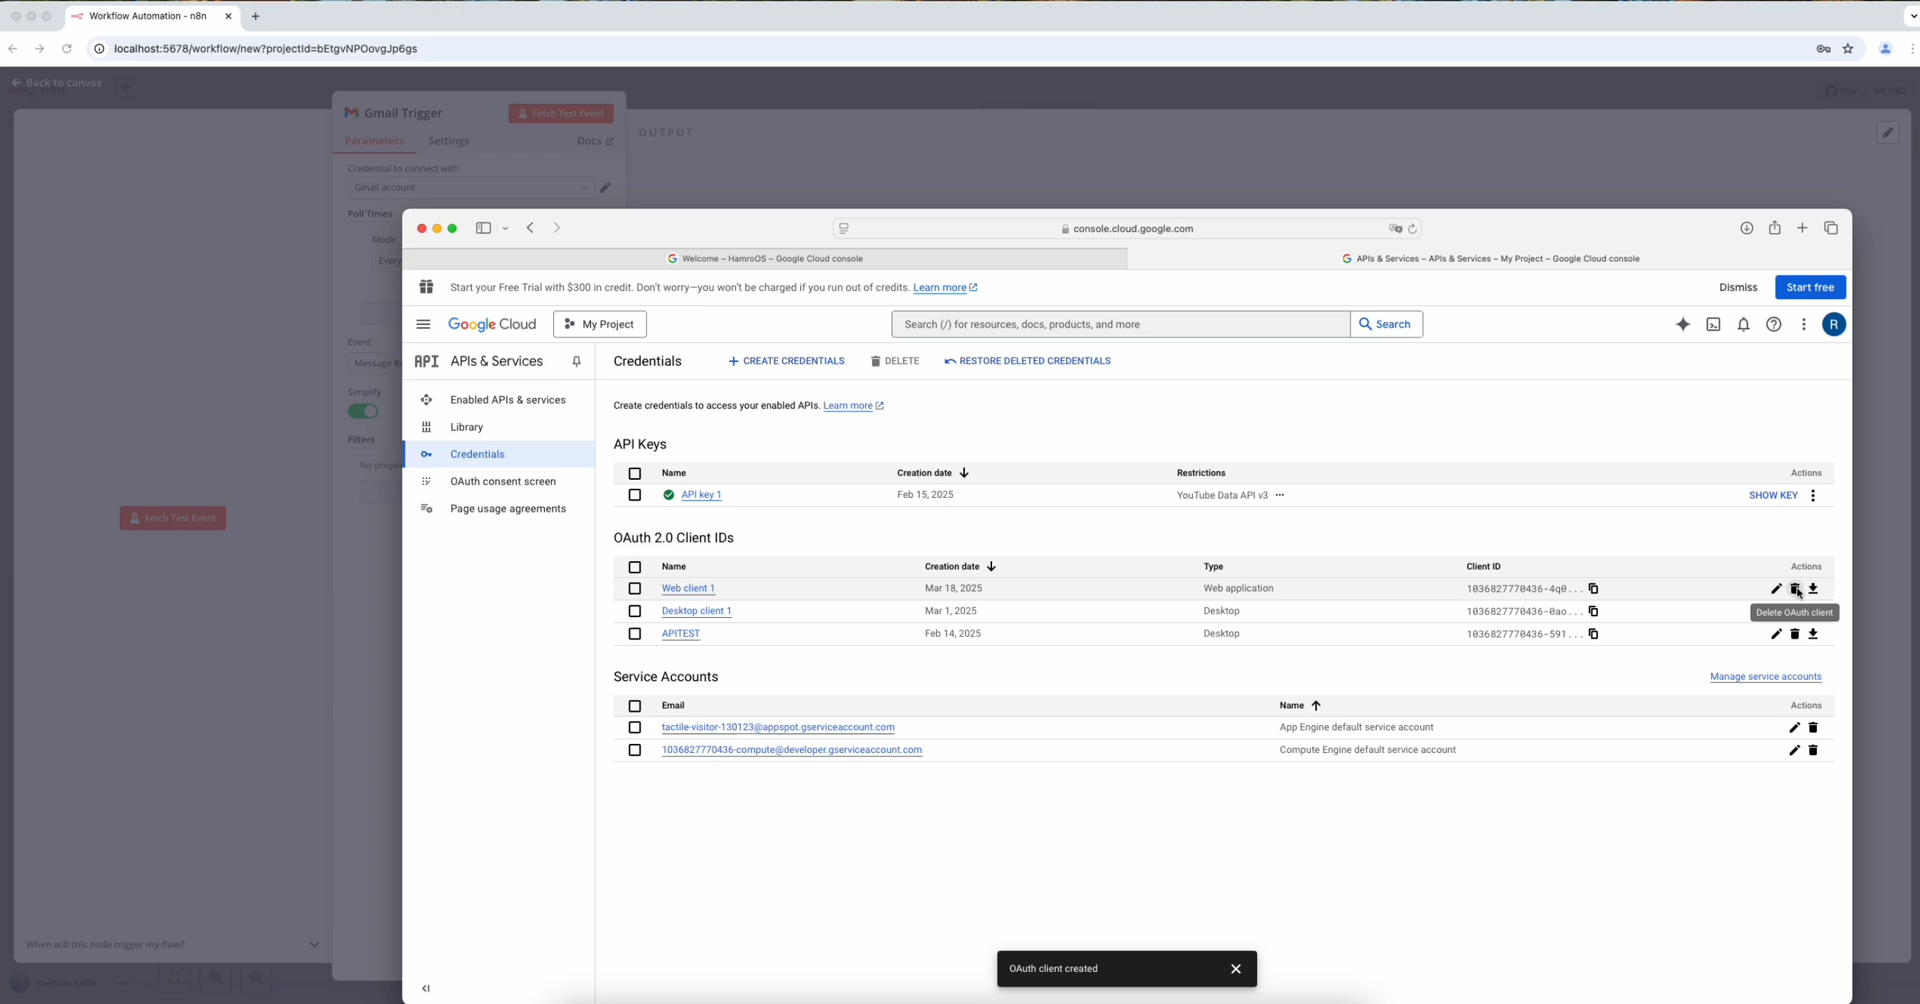 Workflow Automation - n8n
localhost:5678/workflow/new?projectId=bEtgvNPOovgJp6gs
Back to canvas
Star
Gmail Trigger
Fetch Test Event
Parameters
Settings
Docs
OUTPUT
Credential to connect with
Gmail account
Poll Times
Mode
Every
Event
Message Re
Simplify
Filters
No prope
Fetch Test Event
When will this node trigger my flow?
console.cloud.google.com
Welcome – HamroOS – Google Cloud console
APIs & Services – APIs & Services – My Project – Google Cloud console
Start your Free Trial with $300 in credit. Don't worry—you won't be charged if you run out of credits. Learn more
Dismiss
Start free
Google Cloud
My Project
Search (/) for resources, docs, products, and more
Search
R
API APIs & Services
Enabled APIs & services
Library
Credentials
OAuth consent screen
Page usage agreements
Credentials
+ CREATE CREDENTIALS
DELETE
RESTORE DELETED CREDENTIALS
Create credentials to access your enabled APIs. Learn more
API Keys
Name Creation date Restrictions Actions
API key 1 Feb 15, 2025 YouTube Data API v3 ··· SHOW KEY
OAuth 2.0 Client IDs
Name Creation date Type Client ID Actions
Web client 1 Mar 18, 2025 Web application 1036827770436-4q0...
Desktop client 1 Mar 1, 2025 Desktop 1036827770436-0ao...
Delete OAuth client
APITEST Feb 14, 2025 Desktop 1036827770436-591...
Service Accounts
Manage service accounts
Email Name Actions
tactile-visitor-130123@appspot.gserviceaccount.com App Engine default service account
1036827770436-compute@developer.gserviceaccount.com Compute Engine default service account
OAuth client created